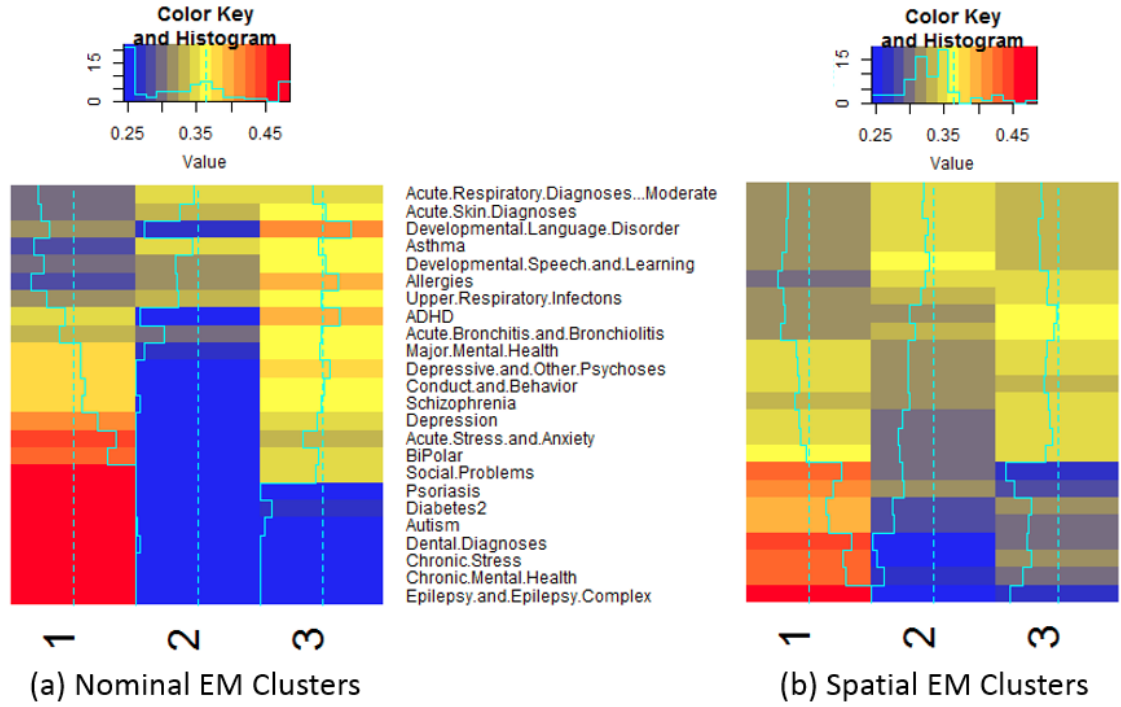 Color Key
and Histogram
15
0
0.25
0.35
0.45
Value
Color Key
and Histogram
15
0
0.25
0.35
0.45
Value
Acute.Respiratory.Diagnoses...Moderate
Acute.Skin.Diagnoses
Developmental.Language.Disorder
Asthma
Developmental.Speech.and.Learning
Allergies
Upper.Respiratory.Infectons
ADHD
Acute.Bronchitis.and.Bronchiolitis
Major.Mental.Health
Depressive.and.Other.Psychoses
Conduct.and.Behavior
Schizophrenia
Depression
Acute.Stress.and.Anxiety
BiPolar
Social.Problems
Psoriasis
Diabetes2
Autism
Dental.Diagnoses
Chronic.Stress
Chronic.Mental.Health
Epilepsy.and.Epilepsy.Complex
1
2
3
1
2
3
(a) Nominal EM Clusters
(b) Spatial EM Clusters